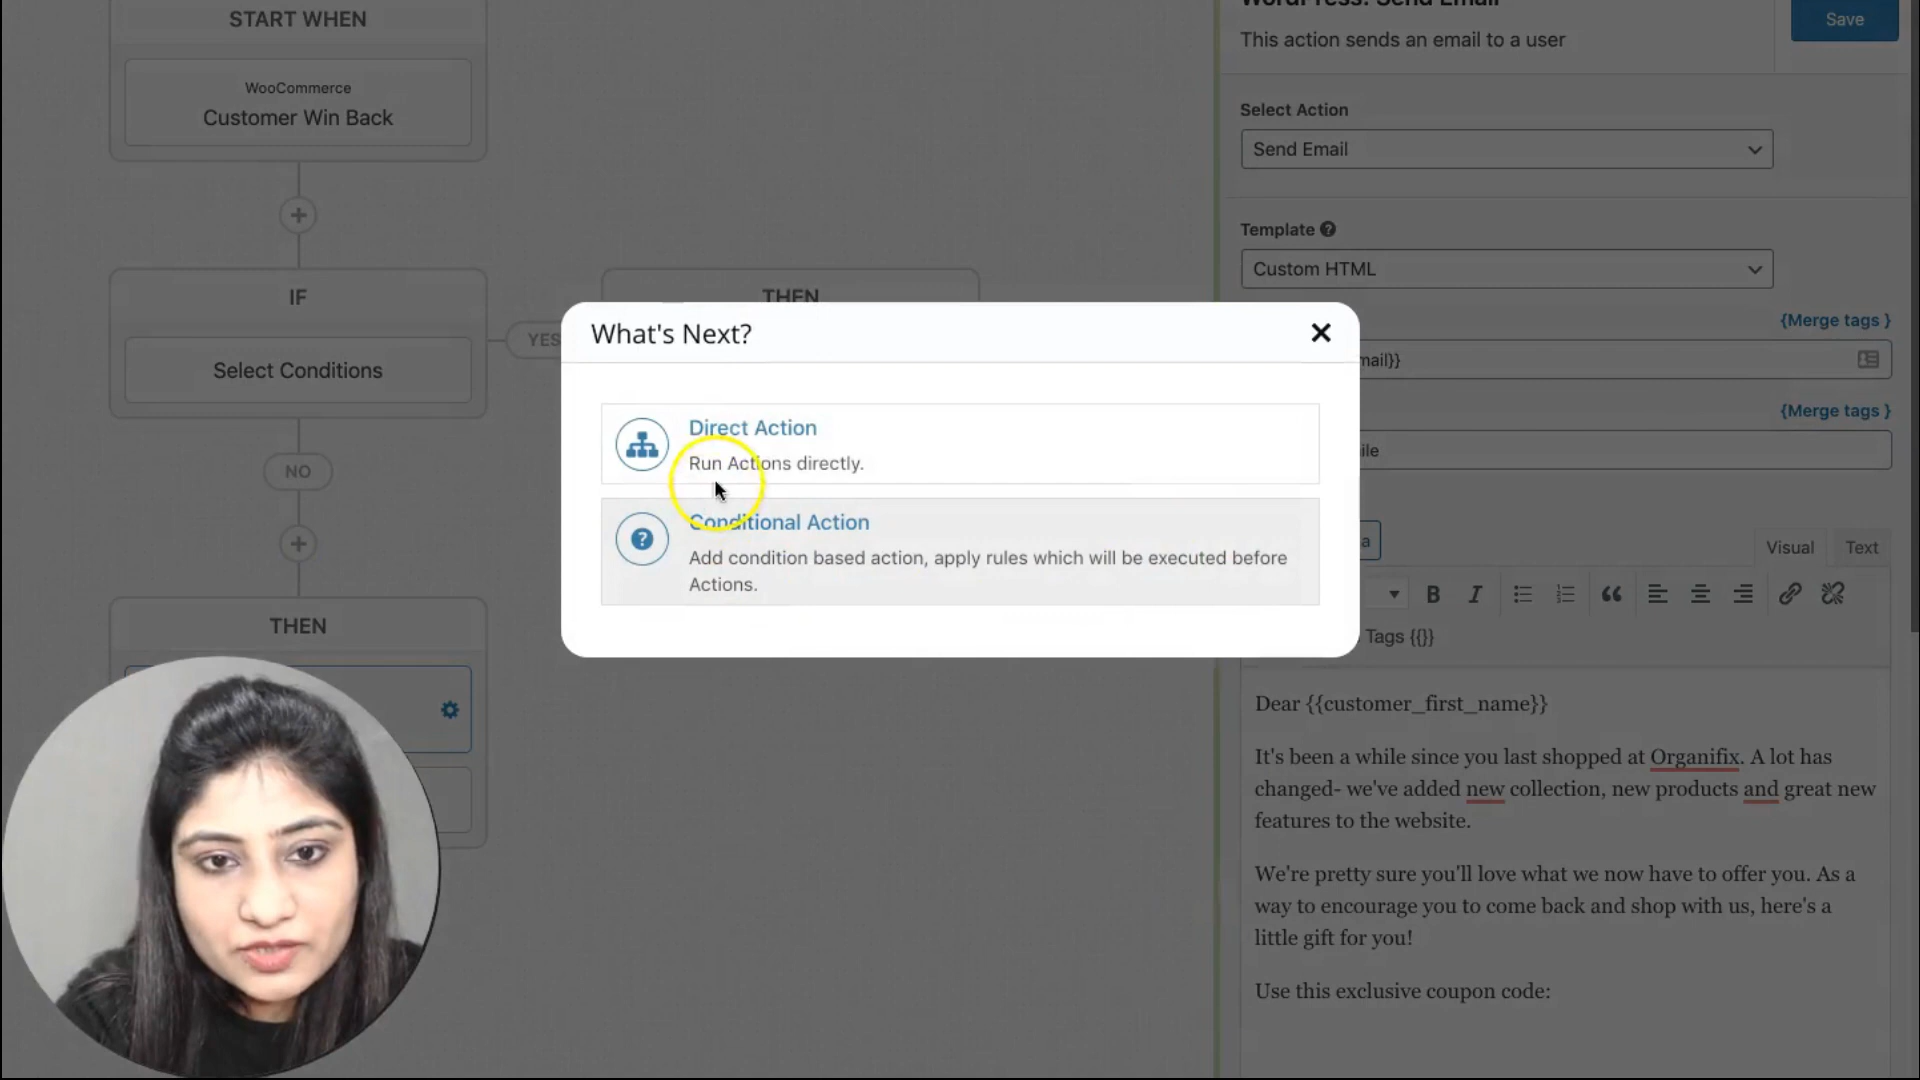 START WHEN
WooCommerce
Customer Win Back
IF
Select Conditions
YES
THEN
NO
THEN
What's Next?
Direct Action
Run Actions directly.
Conditional Action
Add condition based action, apply rules which will be executed before
Actions.
WordPress: Send Email
This action sends an email to a user
Save
Select Action
Send Email
Template
Custom HTML
{Merge tags }
mail}}
{Merge tags }
ile
a
Visual
Text
Tags {{}}
Dear {{customer_first_name}}
It's been a while since you last shopped at Organifix. A lot has
changed- we've added new collection, new products and great new
features to the website.
We're pretty sure you'll love what we now have to offer you. As a
way to encourage you to come back and shop with us, here's a
little gift for you!
Use this exclusive coupon code: